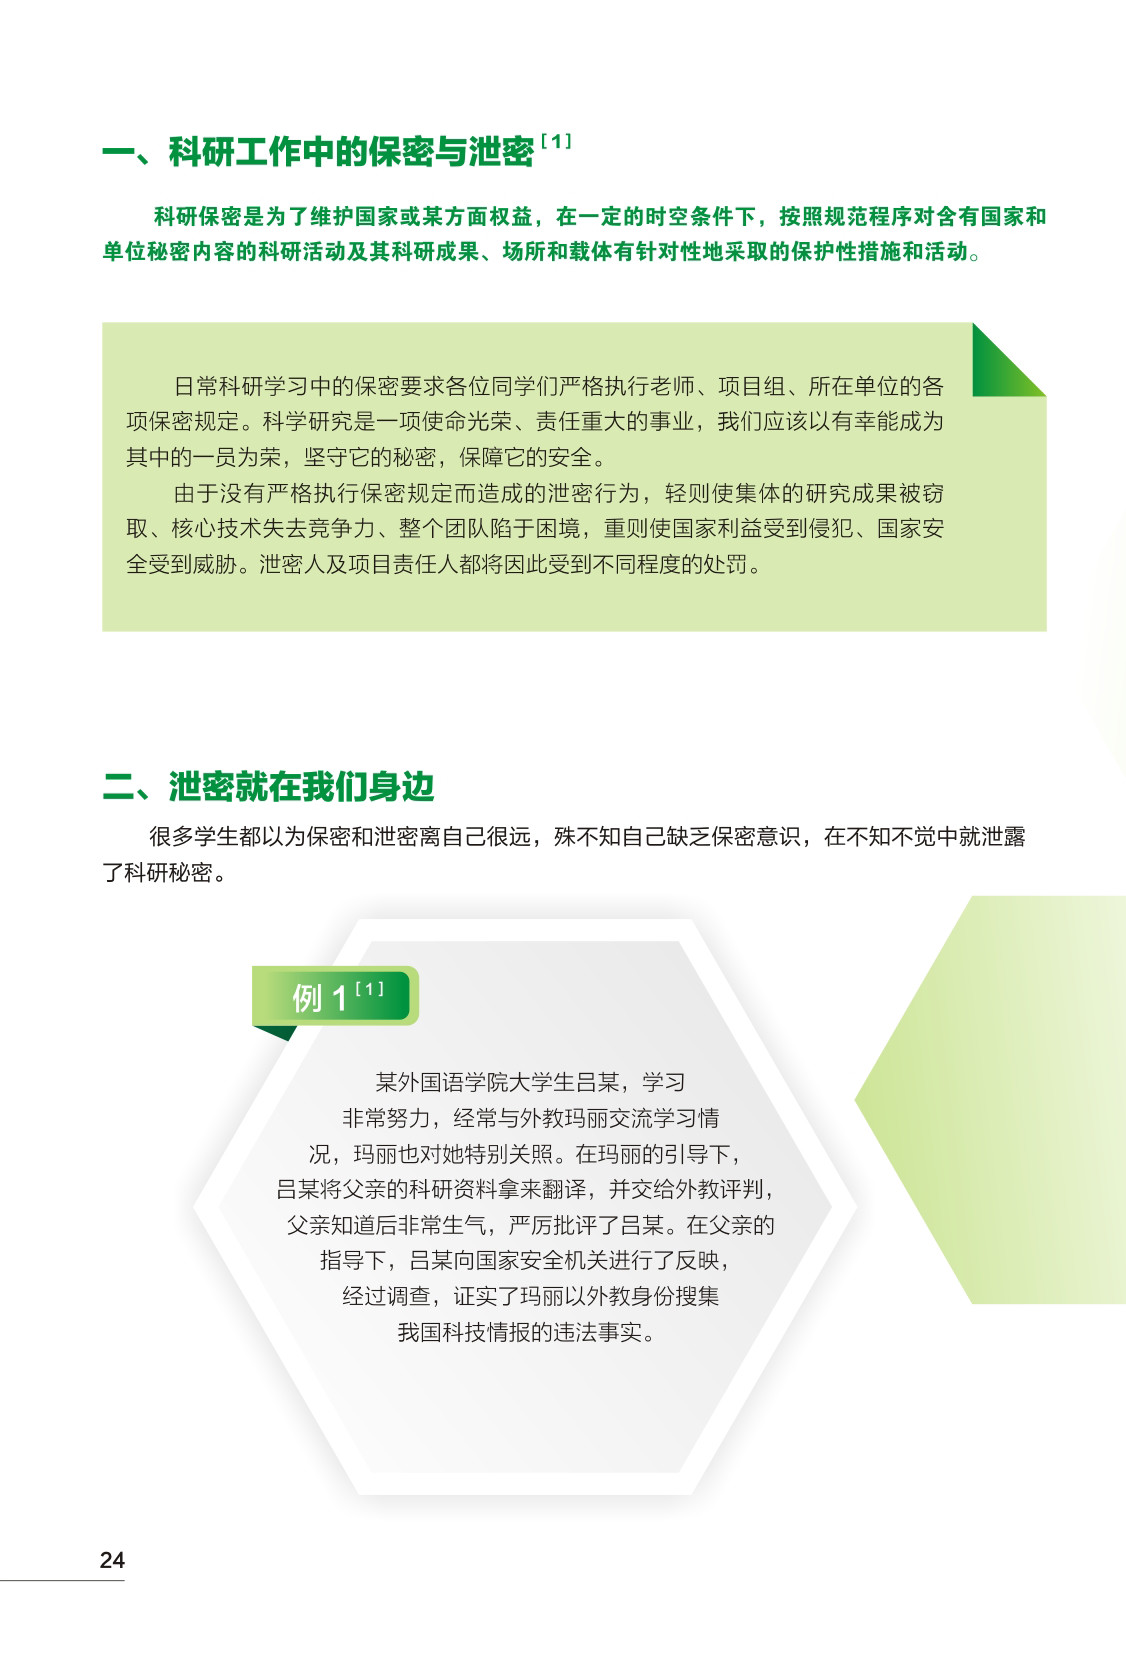 一、科研工作中的保密与泄密[1]
科研保密是为了维护国家或某方面权益，在一定的时空条件下，按照规范程序对含有国家和
单位秘密内容的科研活动及其科研成果、场所和载体有针对性地采取的保护性措施和活动。
日常科研学习中的保密要求各位同学们严格执行老师、项目组、所在单位的各
项保密规定。科学研究是一项使命光荣、责任重大的事业，我们应该以有幸能成为
其中的一员为荣，坚守它的秘密，保障它的安全。
由于没有严格执行保密规定而造成的泄密行为，轻则使集体的研究成果被窃
取、核心技术失去竞争力、整个团队陷于困境，重则使国家利益受到侵犯、国家安
全受到威胁。泄密人及项目责任人都将因此受到不同程度的处罚。
二、泄密就在我们身边
很多学生都以为保密和泄密离自己很远，殊不知自己缺乏保密意识，在不知不觉中就泄露
了科研秘密。
例 1[1]
某外国语学院大学生吕某，学习
非常努力，经常与外教玛丽交流学习情
况，玛丽也对她特别关照。在玛丽的引导下，
吕某将父亲的科研资料拿来翻译，并交给外教评判，
父亲知道后非常生气，严厉批评了吕某。在父亲的
指导下，吕某向国家安全机关进行了反映，
经过调查，证实了玛丽以外教身份搜集
我国科技情报的违法事实。
24